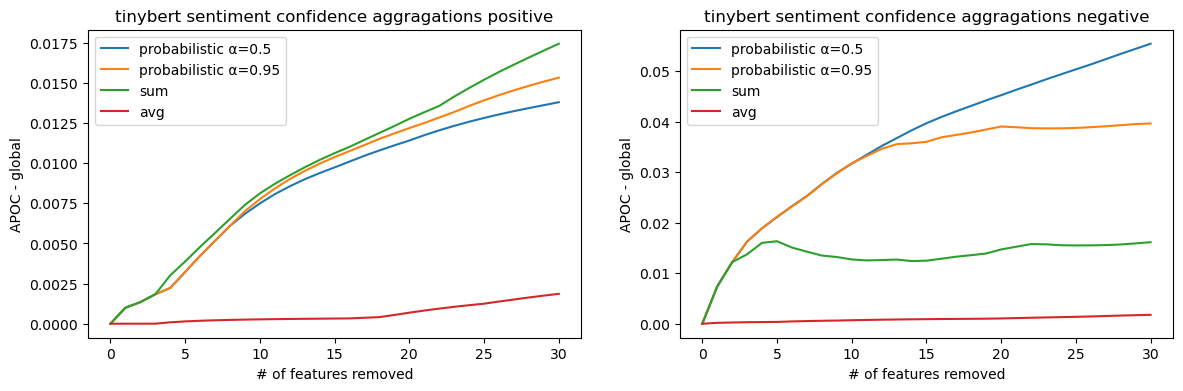 tinybert sentiment confidence aggragations positive
0.0175
0.0150
0.0125
0.0100
0.0075
0.0050
0.0025
0.0000
APOC - global
probabilistic α=0.5
probabilistic α=0.95
sum
avg
0 5 10 15 20 25 30
# of features removed
tinybert sentiment confidence aggragations negative
0.05
0.04
0.03
0.02
0.01
0.00
APOC - global
probabilistic α=0.5
probabilistic α=0.95
sum
avg
0 5 10 15 20 25 30
# of features removed